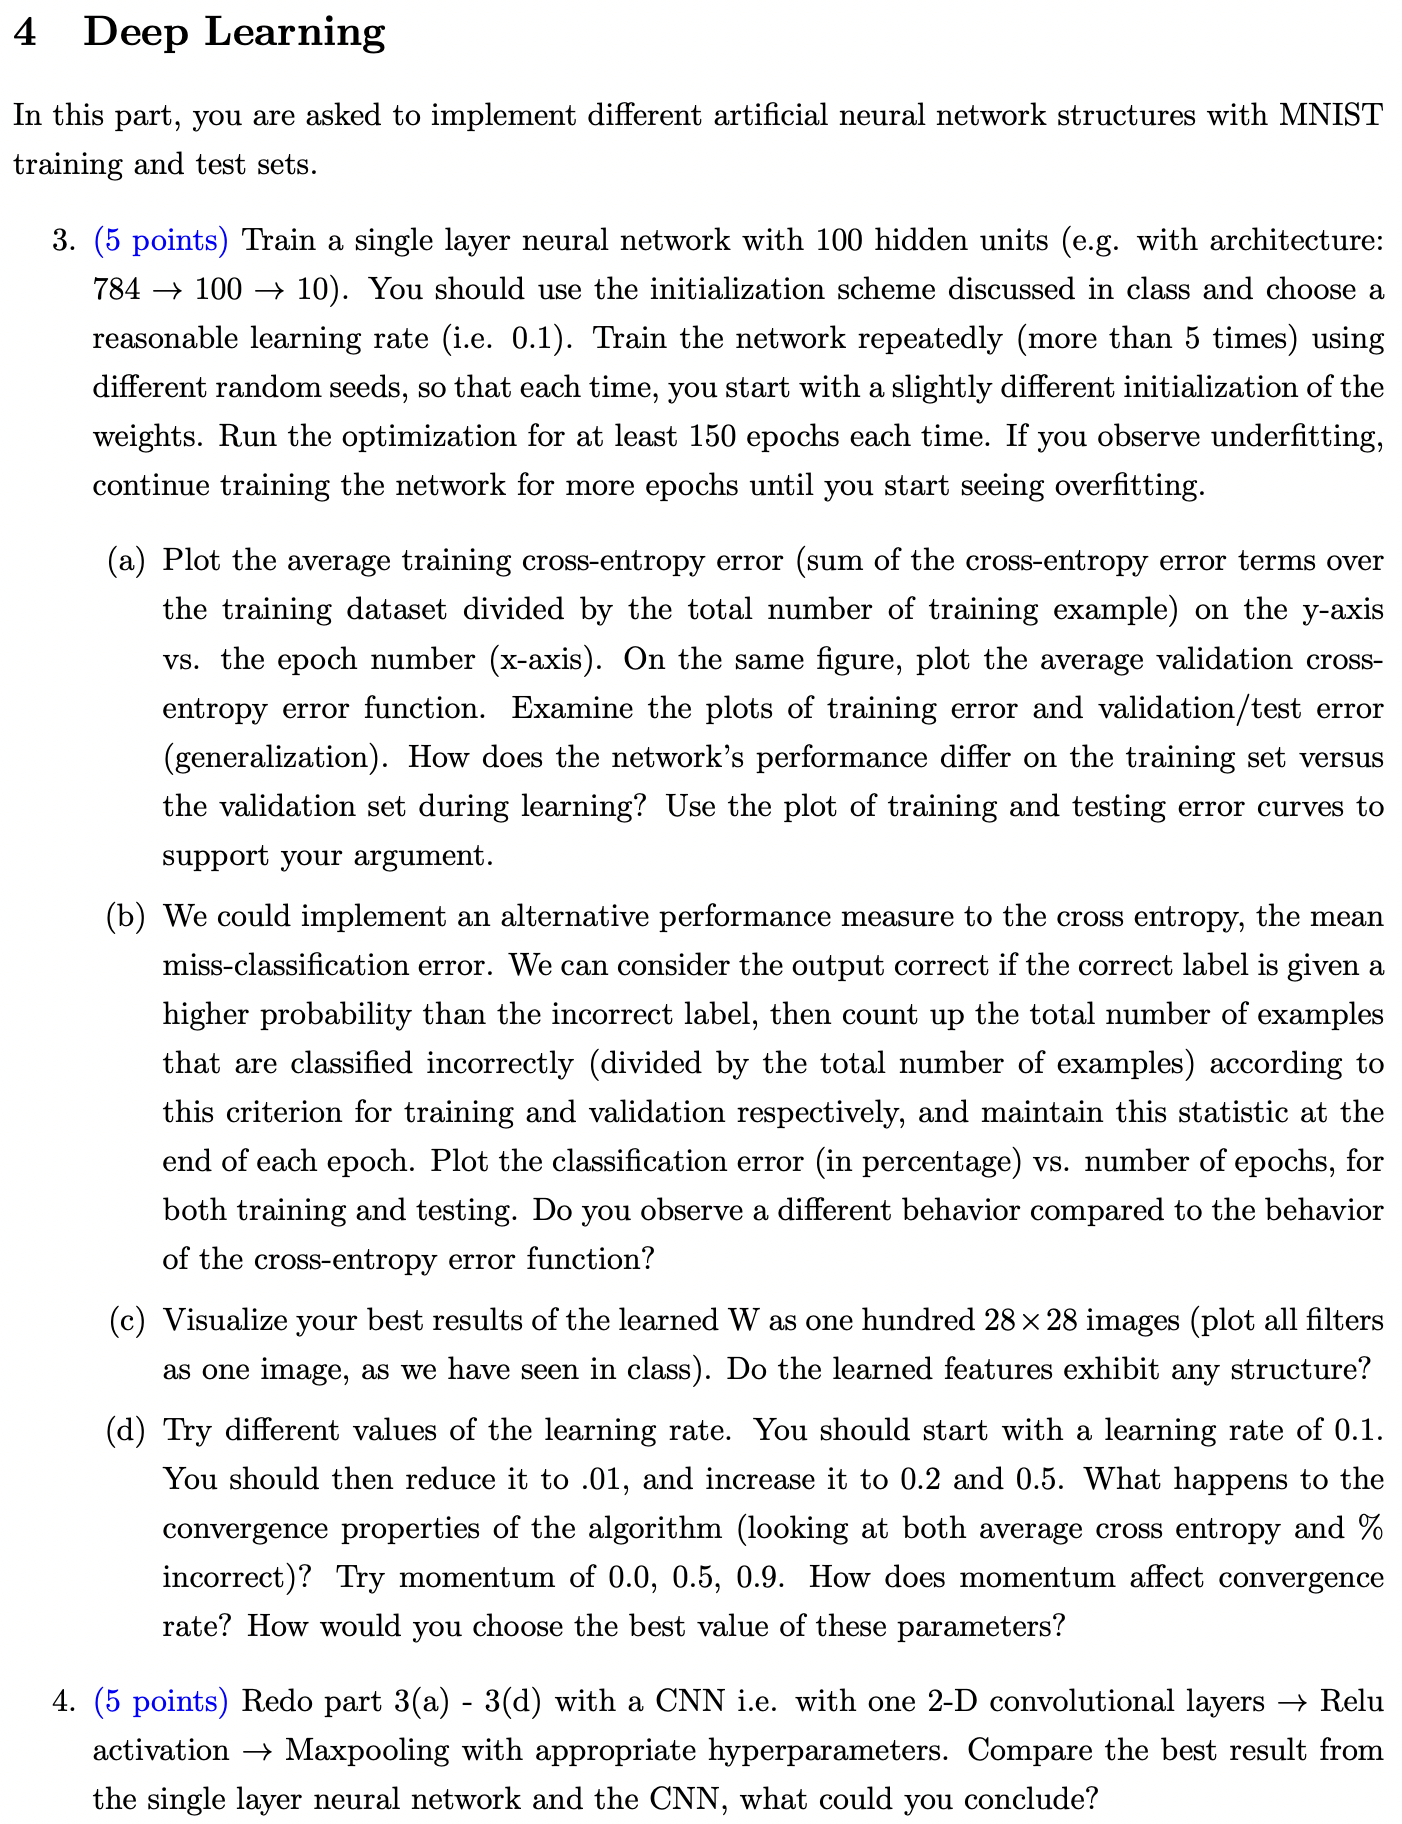 4 Deep Learning
In this part, you are asked to implement different artificial neural network structures with MNIST
training and test sets.
3. (5 points) Train a single layer neural network with 100 hidden units (e.g. with architecture:
784 → 100 → 10). You should use the initialization scheme discussed in class and choose a
reasonable learning rate (i.e. 0.1). Train the network repeatedly (more than 5 times) using
different random seeds, so that each time, you start with a slightly different initialization of the
weights. Run the optimization for at least 150 epochs each time. If you observe underfitting,
continue training the network for more epochs until you start seeing overfitting.
(a) Plot the average training cross-entropy error (sum of the cross-entropy error terms over
the training dataset divided by the total number of training example) on the y-axis
vs. the epoch number (x-axis). On the same figure, plot the average validation cross-
entropy error function. Examine the plots of training error and validation/test error
(generalization). How does the network's performance differ on the training set versus
the validation set during learning? Use the plot of training and testing error curves to
support your argument.
(b) We could implement an alternative performance measure to the cross entropy, the mean
miss-classification error. We can consider the output correct if the correct label is given a
higher probability than the incorrect label, then count up the total number of examples
that are classified incorrectly (divided by the total number of examples) according to
this criterion for training and validation respectively, and maintain this statistic at the
end of each epoch. Plot the classification error (in percentage) vs. number of epochs, for
both training and testing. Do you observe a different behavior compared to the behavior
of the cross-entropy error function?
(c) Visualize your best results of the learned W as one hundred 28 × 28 images (plot all filters
as one image, as we have seen in class). Do the learned features exhibit any structure?
(d) Try different values of the learning rate. You should start with a learning rate of 0.1.
You should then reduce it to .01, and increase it to 0.2 and 0.5. What happens to the
convergence properties of the algorithm (looking at both average cross entropy and %
incorrect)? Try momentum of 0.0, 0.5, 0.9. How does momentum affect convergence
rate? How would you choose the best value of these parameters?
4. (5 points) Redo part 3(a) - 3(d) with a CNN i.e. with one 2-D convolutional layers → Relu
activation → Maxpooling with appropriate hyperparameters. Compare the best result from
the single layer neural network and the CNN, what could you conclude?